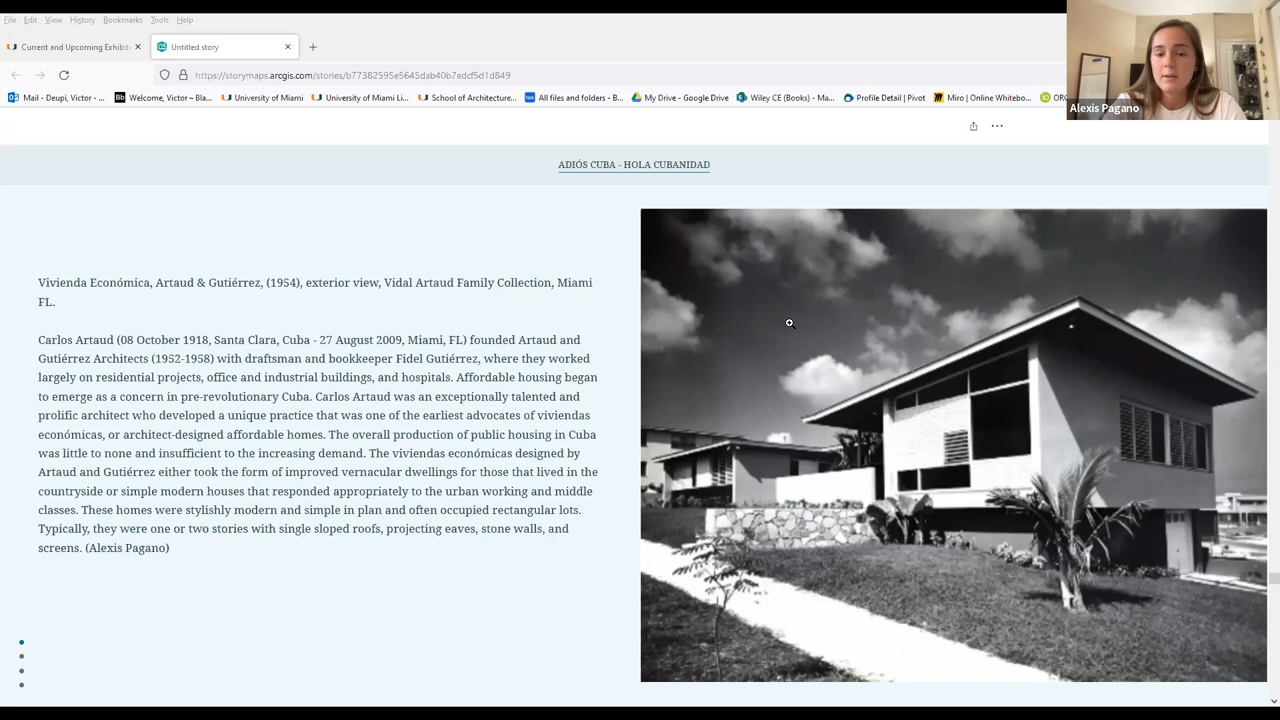 File Edit View History Bookmarks Tools Help
Current and Upcoming Exhibit
Untitled story
https://storymaps.arcgis.com/stories/b77382595e5645dab40b7edcf5d1d849
Mail - Deupi, Victor - ... Welcome, Victor – Bla... University of Miami University of Miami Li... School of Architecture... All files and folders - B... My Drive - Google Drive Wiley CE (Books) - Ma... Profile Detail | Pivot Miro | Online Whitebo...
Alexis Pagano
ADIÓS CUBA - HOLA CUBANIDAD
Vivienda Económica, Artaud & Gutiérrez, (1954), exterior view, Vidal Artaud Family Collection, Miami
FL.
Carlos Artaud (08 October 1918, Santa Clara, Cuba - 27 August 2009, Miami, FL) founded Artaud and
Gutiérrez Architects (1952-1958) with draftsman and bookkeeper Fidel Gutiérrez, where they worked
largely on residential projects, office and industrial buildings, and hospitals. Affordable housing began
to emerge as a concern in pre-revolutionary Cuba. Carlos Artaud was an exceptionally talented and
prolific architect who developed a unique practice that was one of the earliest advocates of viviendas
económicas, or architect-designed affordable homes. The overall production of public housing in Cuba
was little to none and insufficient to the increasing demand. The viviendas económicas designed by
Artaud and Gutiérrez either took the form of improved vernacular dwellings for those that lived in the
countryside or simple modern houses that responded appropriately to the urban working and middle
classes. These homes were stylishly modern and simple in plan and often occupied rectangular lots.
Typically, they were one or two stories with single sloped roofs, projecting eaves, stone walls, and
screens. (Alexis Pagano)